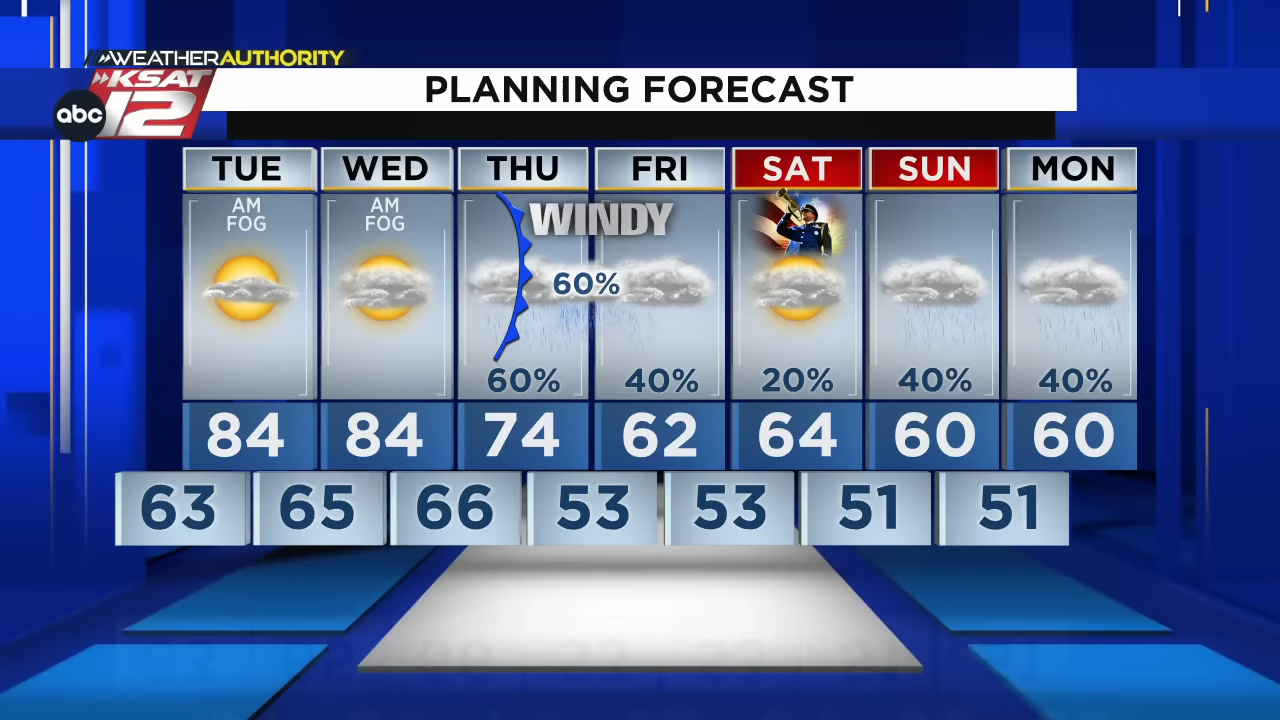 WEATHERAUTHORITY
KSAT
abc 12
PLANNING FORECAST
TUE WED THU FRI SAT SUN MON
AM AM
FOG FOG
WINDY
60%
60% 40% 20% 40% 40%
84 84 74 62 64 60 60
63 65 66 53 53 51 51